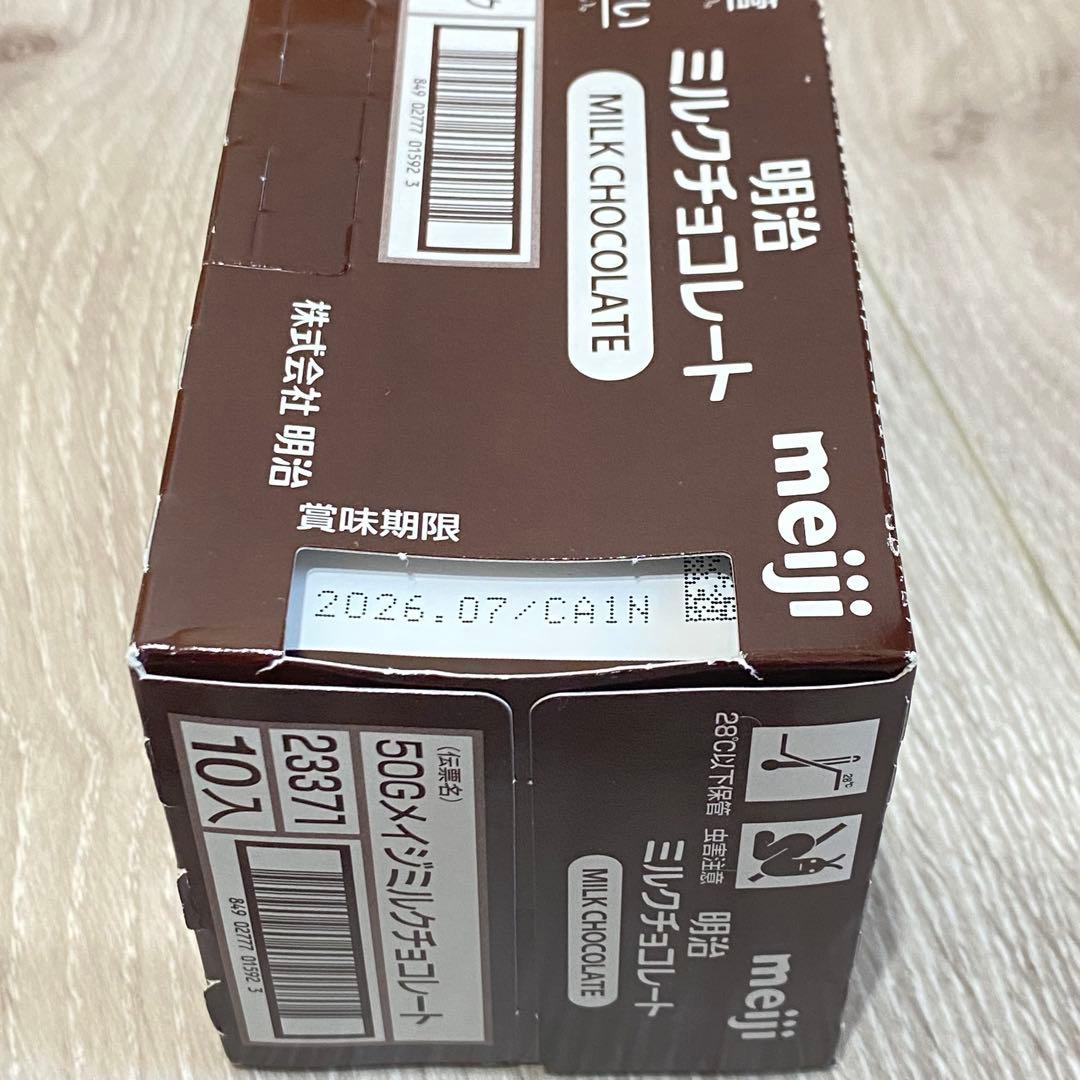 明治
ミルクチョコレート
MILK CHOCOLATE
meiji
849 02777 01592 3
株式会社 明治
賞味期限
2026.07/CA1N
28℃
28℃以下保管
虫害注意
明治
ミルクチョコレート
MILK CHOCOLATE
meiji
(伝票名)
50Gメイジミルクチョコレート
23371
10入
849 02777 01592 3